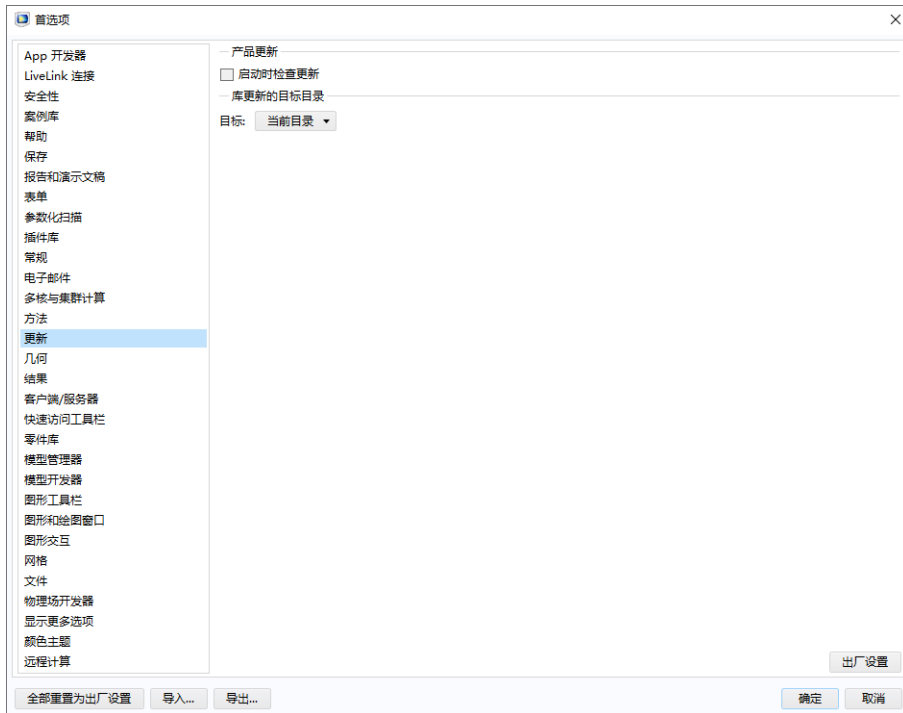 首选项
App 开发器
LiveLink 连接
安全性
案例库
帮助
保存
报告和演示文稿
表单
参数化扫描
插件库
常规
电子邮件
多核与集群计算
方法
更新
几何
结果
客户端/服务器
快速访问工具栏
零件库
模型管理器
模型开发器
图形工具栏
图形和绘图窗口
图形交互
网格
文件
物理场开发器
显示更多选项
颜色主题
远程计算
产品更新
启动时检查更新
库更新的目标目录
目标: 当前目录
出厂设置
全部重置为出厂设置 导入... 导出... 确定 取消